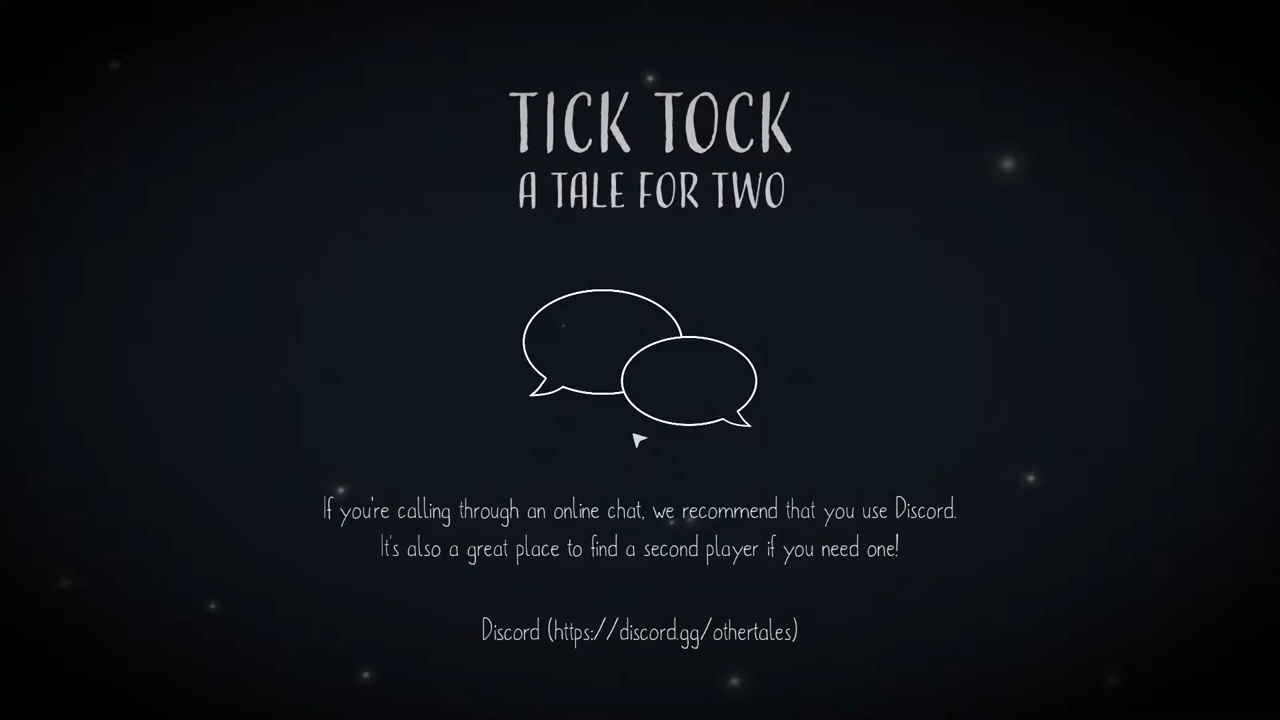 TICK TOCK
A TALE FOR TWO
If you're calling through an online chat, we recommend that you use Discord.
It's also a great place to find a second player if you need one!
Discord (https://discord.gg/othertales)